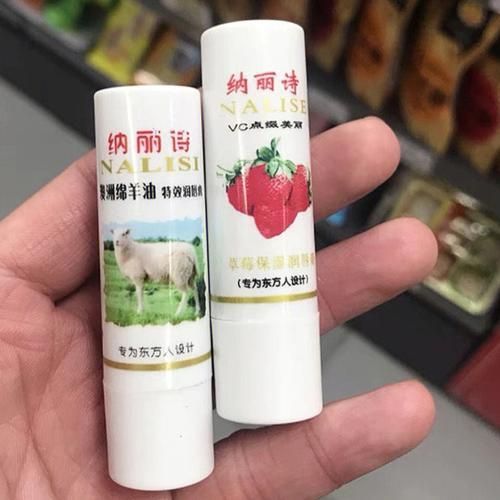 纳丽诗
NALISI
澳洲绵羊油 特效润唇
专为东方人设计
纳丽诗
NALISE
VC点缀美丽
草莓保湿润唇
(专为东方人设计)